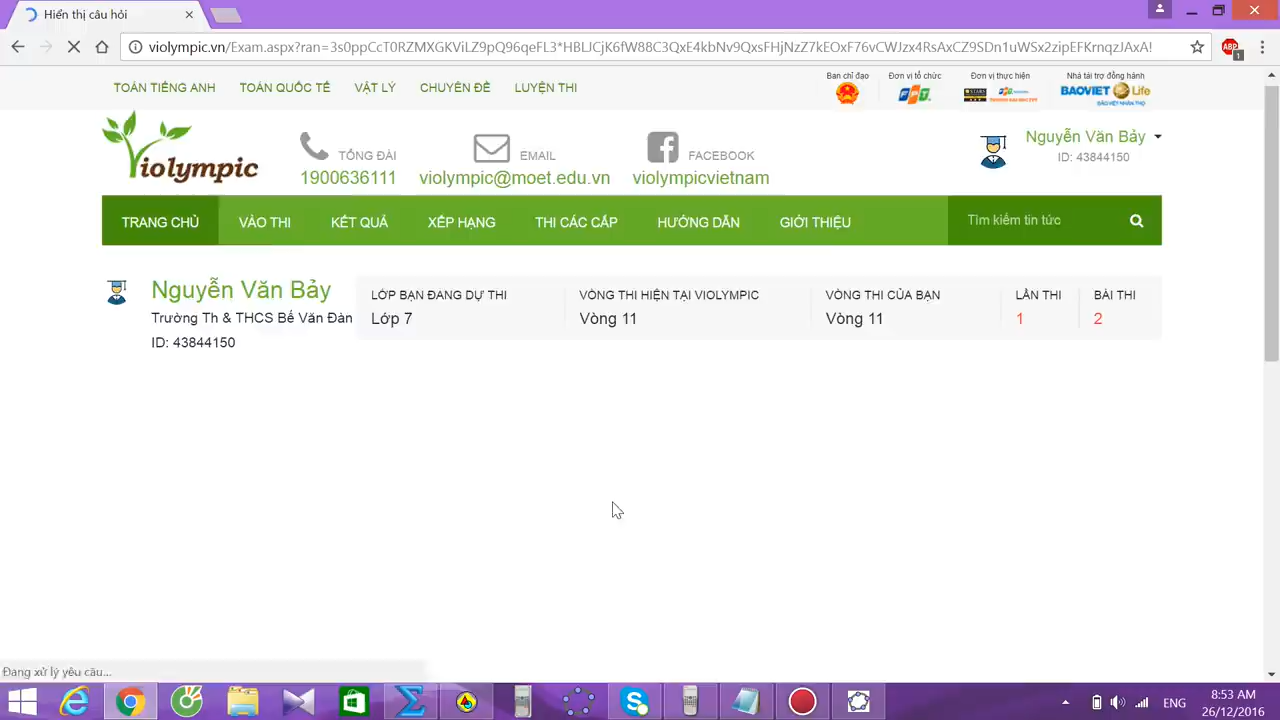 Hiển thị câu hỏi
violympic.vn/Exam.aspx?ran=3s0ppCcT0RZMXGKViLZ9pQ96yeFL3*HBLJCjK6fW88C3QxE4kbNv9QxsFHjNzZ7kEOxF76vCWJzx4RsAxCZ9SDn1uWSx2zipEFKrnqzJAxA!
ABP
1
TOÁN TIẾNG ANH TOÁN QUỐC TẾ VẬT LÝ CHUYÊN ĐỀ LUYỆN THI
Ban chỉ đạo Đơn vị tổ chức Đơn vị thực hiện Nhà tài trợ đồng hành
FPT BAOVIET Life
Violympic
TỔNG ĐÀI EMAIL FACEBOOK
1900636111 violympic@moet.edu.vn violympicvietnam
Nguyễn Văn Bảy
ID: 43844150
TRANG CHỦ VÀO THI KẾT QUẢ XẾP HẠNG THI CÁC CẤP HƯỚNG DẪN GIỚI THIỆU Tìm kiếm tin tức
Nguyễn Văn Bảy
Trường Th & THCS Bế Văn Đàn
ID: 43844150
LỚP BẠN ĐANG DỰ THI VÒNG THI HIỆN TẠI VIOLYMPIC VÒNG THI CỦA BẠN LẦN THI BÀI THI
Lớp 7 Vòng 11 Vòng 11 1 2
Đang xử lý yêu cầu...
ENG
8:53 AM
26/12/2016